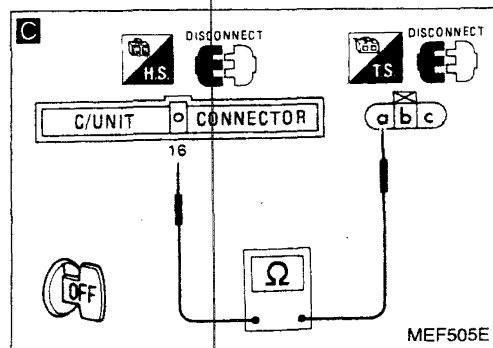 C
DISCONNECT
H.S.
DISCONNECT
T.S.
C/UNIT CONNECTOR
16
a b c
Ω
OFF
MEF505E